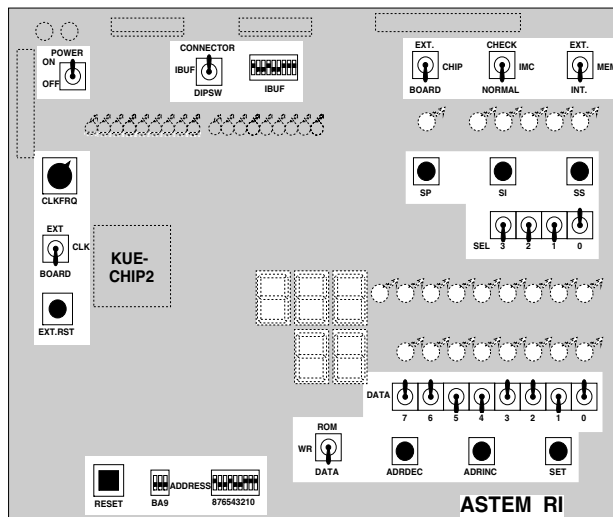 POWER
ON
OFF
CONNECTOR
IBUF
DIPSW
IBUF
EXT.
CHIP
BOARD
CHECK
IMC
NORMAL
EXT.
MEM
INT.
CLKFRQ
SP
SI
SS
SEL
3 2 1 0
EXT
CLK
BOARD
KUE-
CHIP2
EXT.RST
DATA
7 6 5 4 3 2 1 0
ROM
WR
DATA
ADRDEC
ADRINC
SET
RESET
BA9
ADDRESS
876543210
ASTEM RI